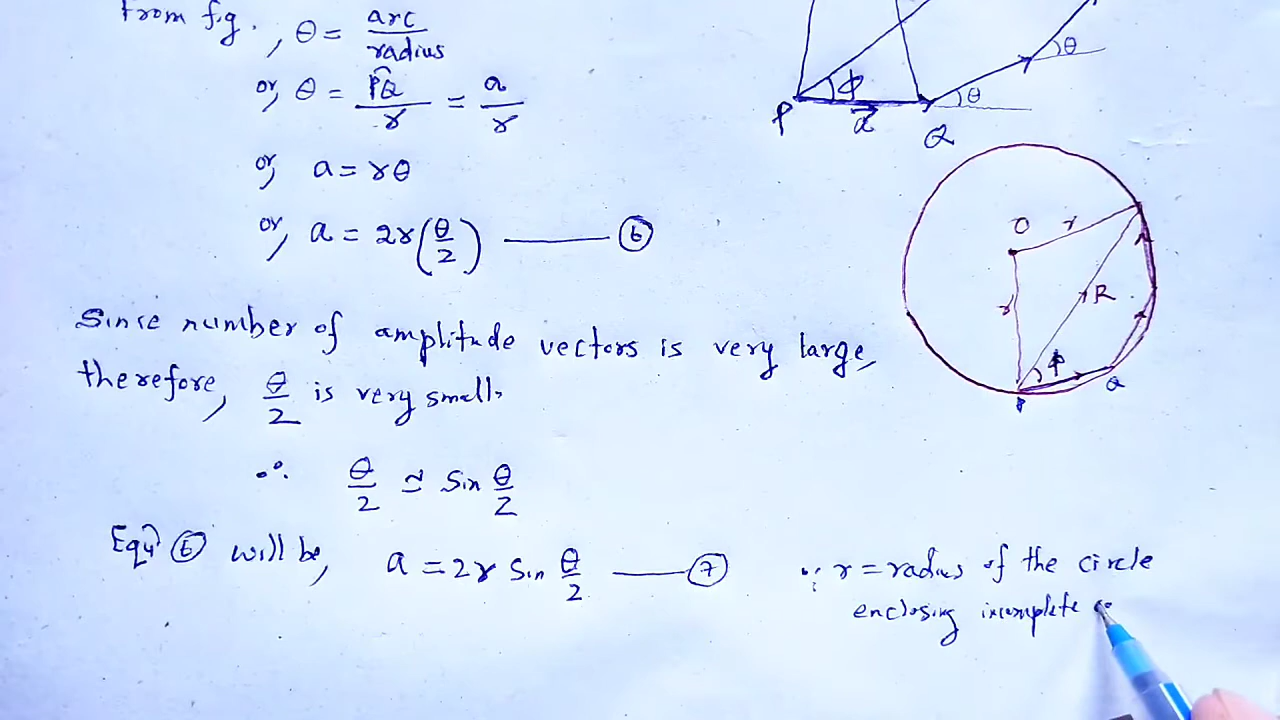 From fig., θ = arc/radius
or, θ = PQ/r = a/r
or, a = rθ
or, a = 2r(θ/2) ——— ⑥
Since number of amplitude vectors is very large,
therefore, θ/2 is very small.
∴ θ/2 ≃ Sin θ/2
Eqⁿ ⑥ will be, a = 2r Sin θ/2 ——— ⑦
∵ r = radius of the circle
enclosing incomplete
P ϕ a Q θ θ
O r r R ϕ P Q